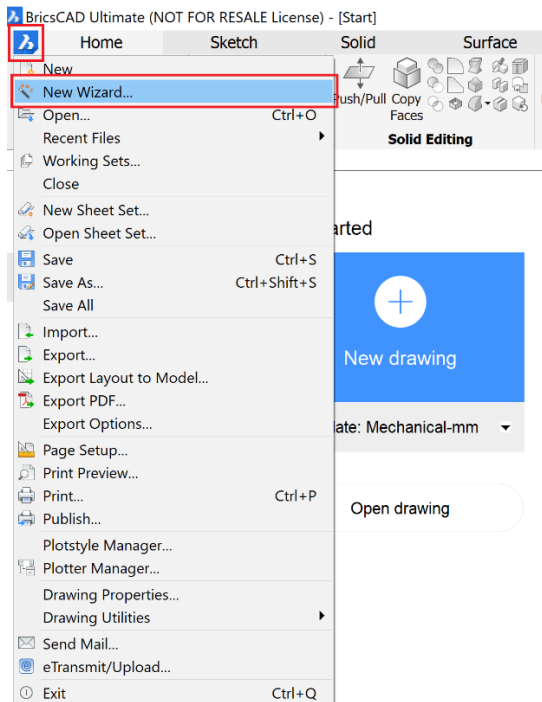 BricsCAD Ultimate (NOT FOR RESALE License) - [Start]
Home Sketch Solid Surface
New
New Wizard...
Open... Ctrl+O
Recent Files
Working Sets...
Close
New Sheet Set...
Open Sheet Set...
Save Ctrl+S
Save As... Ctrl+Shift+S
Save All
Import...
Export...
Export Layout to Model...
Export PDF...
Export Options...
Page Setup...
Print Preview...
Print... Ctrl+P
Publish...
Plotstyle Manager...
Plotter Manager...
Drawing Properties...
Drawing Utilities
Send Mail...
eTransmit/Upload...
Exit Ctrl+Q
Push/Pull Copy
Faces
Solid Editing
arted
New drawing
late: Mechanical-mm
Open drawing